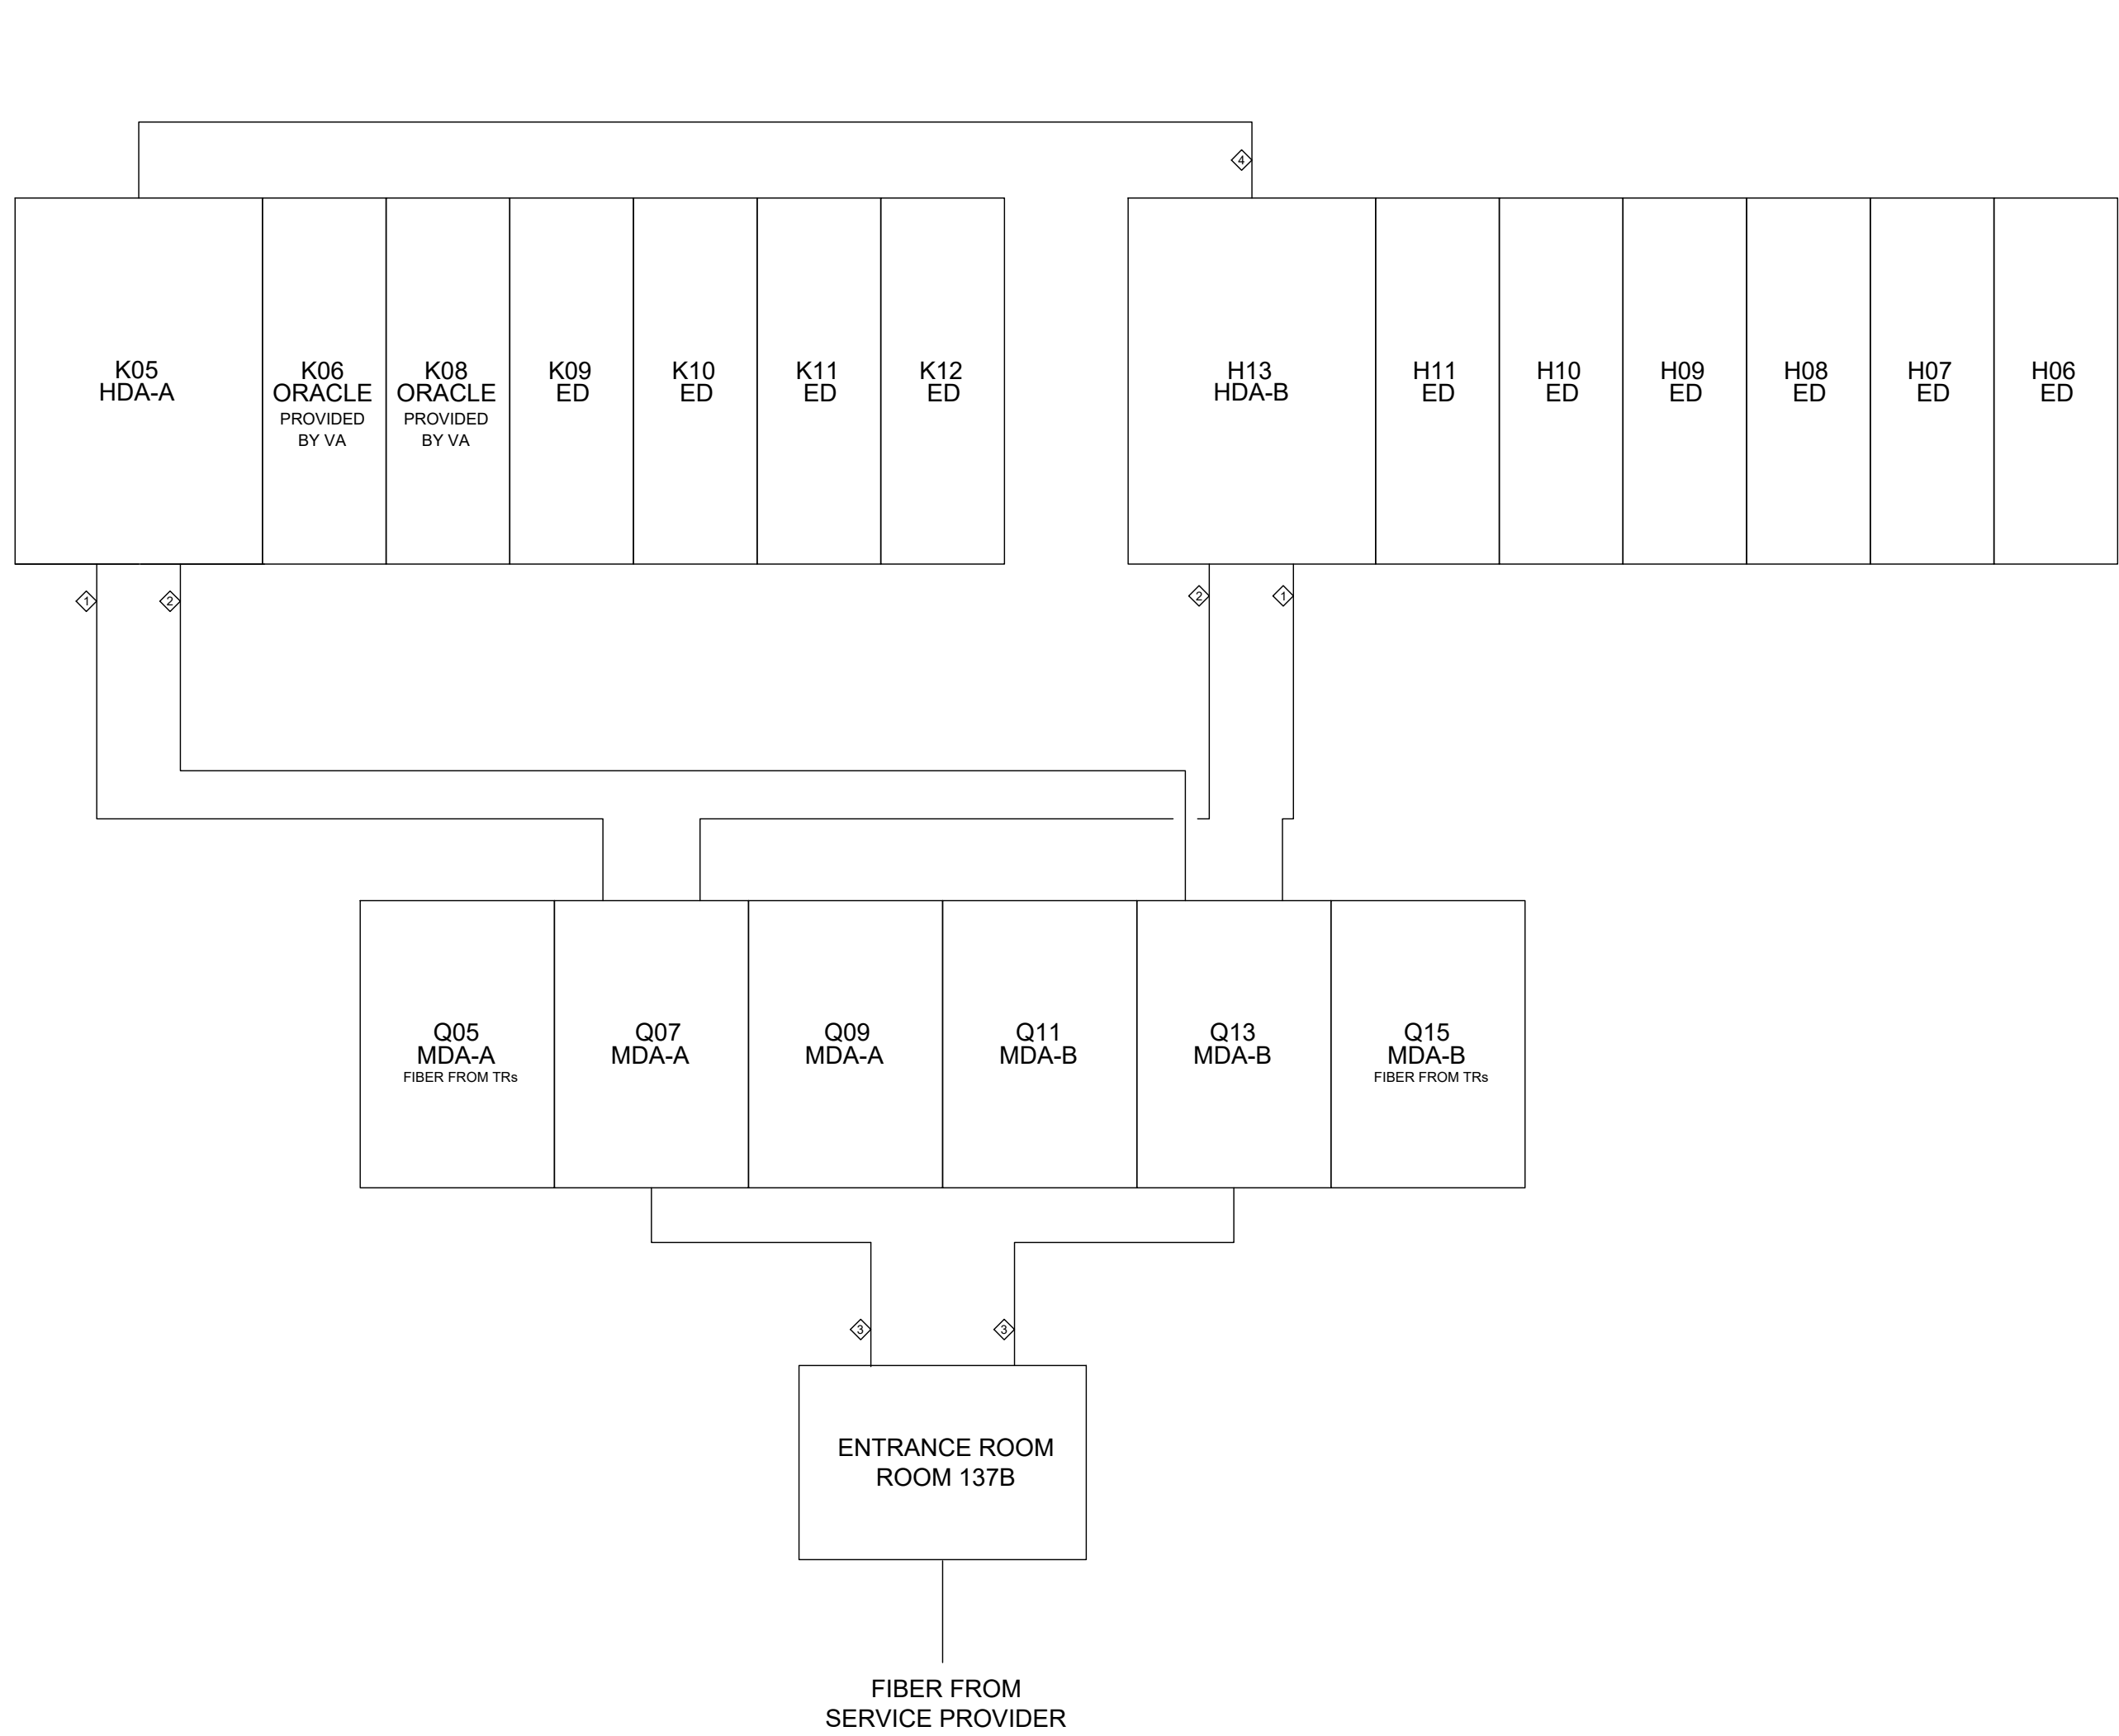 4
K05
HDA-A
K06
ORACLE
PROVIDED
BY VA
K08
ORACLE
PROVIDED
BY VA
K09
ED
K10
ED
K11
ED
K12
ED
H13
HDA-B
H11
ED
H10
ED
H09
ED
H08
ED
H07
ED
H06
ED
1
2
2
1
Q05
MDA-A
FIBER FROM TRs
Q07
MDA-A
Q09
MDA-A
Q11
MDA-B
Q13
MDA-B
Q15
MDA-B
FIBER FROM TRs
3
3
ENTRANCE ROOM
ROOM 137B
FIBER FROM
SERVICE PROVIDER